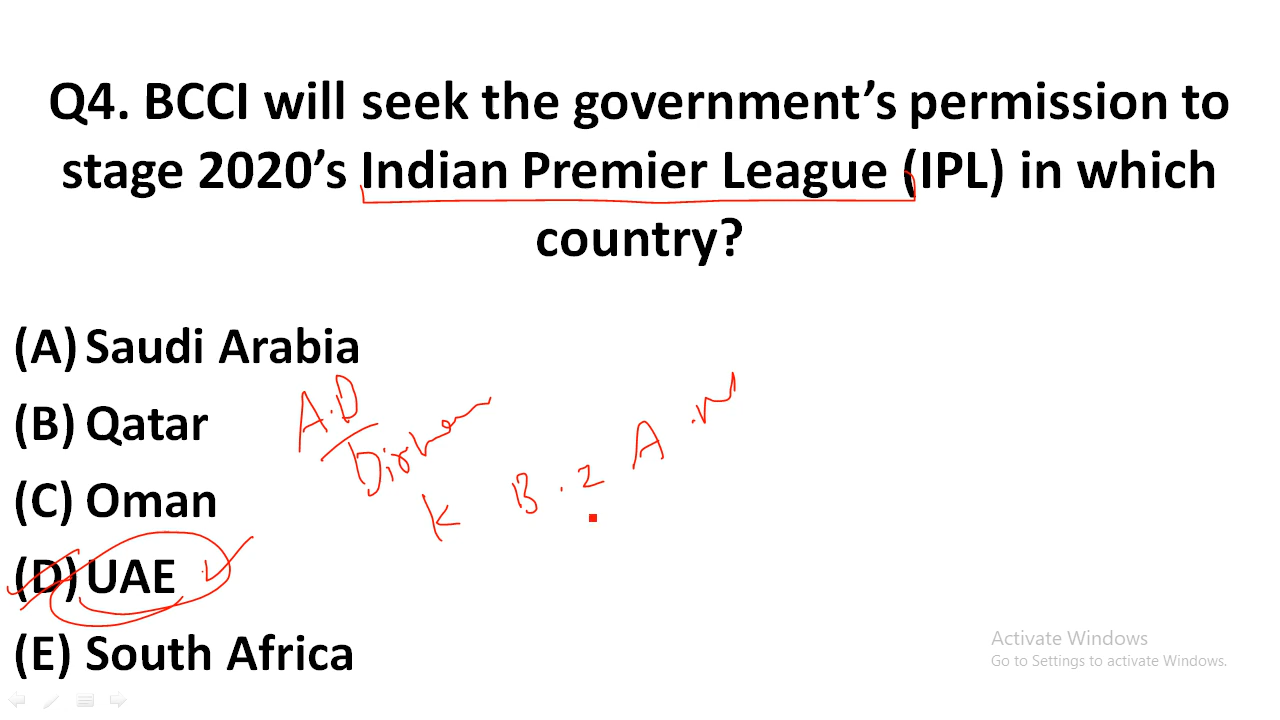 Q4. BCCI will seek the government’s permission to
stage 2020’s Indian Premier League (IPL) in which
country?
(A) Saudi Arabia
(B) Qatar
(C) Oman
(D) UAE
(E) South Africa
A.D
K B.Z A.N
Activate Windows
Go to Settings to activate Windows.